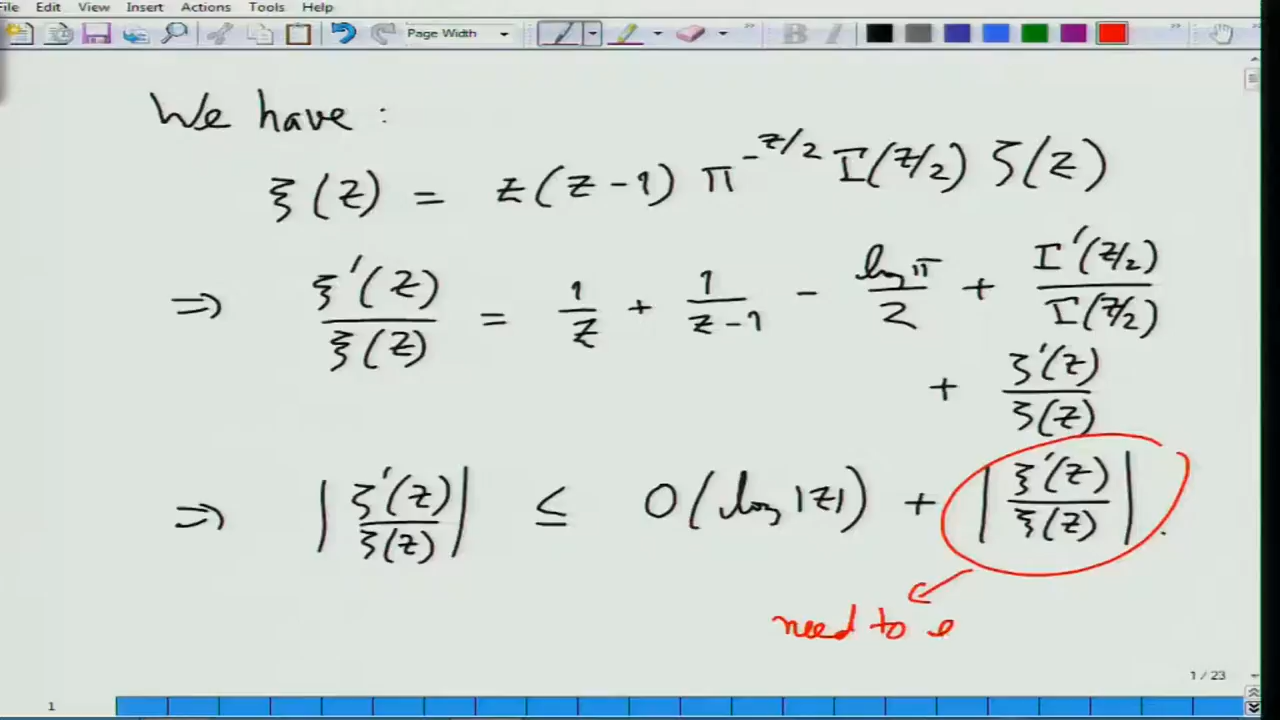 File Edit View Insert Actions Tools Help
Page Width
We have :
ξ(z) = z(z-1) π^{-z/2} Γ(z/2) ζ(z)
⇒ ξ'(z)/ξ(z) = 1/z + 1/(z-1) - log π/2 + Γ'(z/2)/Γ(z/2)
+ ζ'(z)/ζ(z)
⇒ |ζ'(z)/ζ(z)| ≤ O(log |z|) + |ξ'(z)/ξ(z)|.
need to e
1 / 23
1